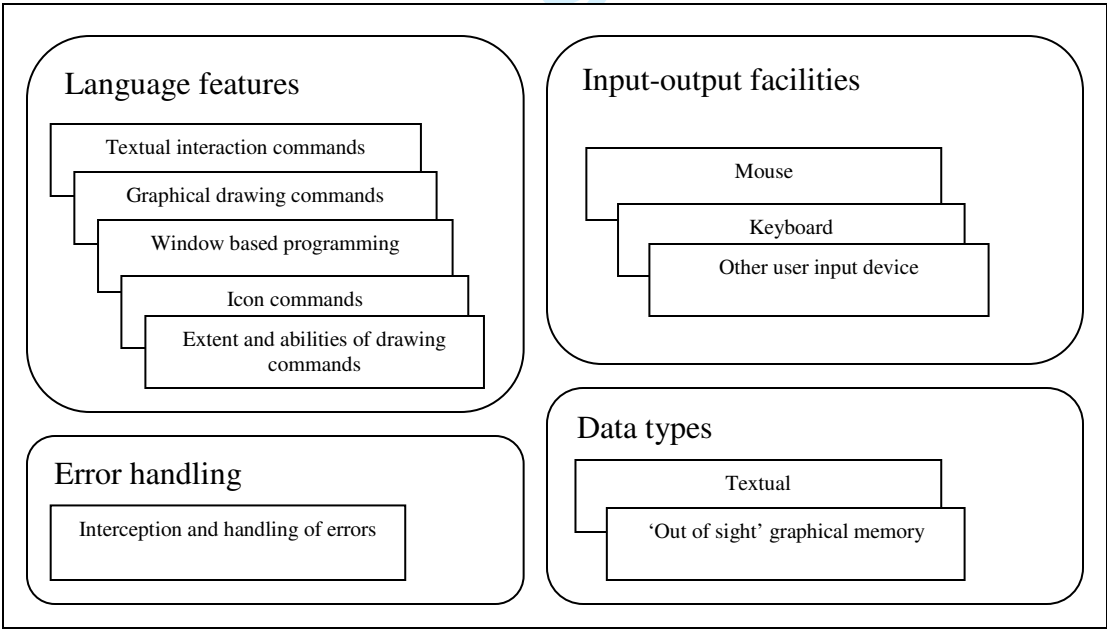 Language features
Textual interaction commands
Graphical drawing commands
Window based programming
Icon commands
Extent and abilities of drawing
commands
Input-output facilities
Mouse
Keyboard
Other user input device
Error handling
Interception and handling of errors
Data types
Textual
‘Out of sight’ graphical memory